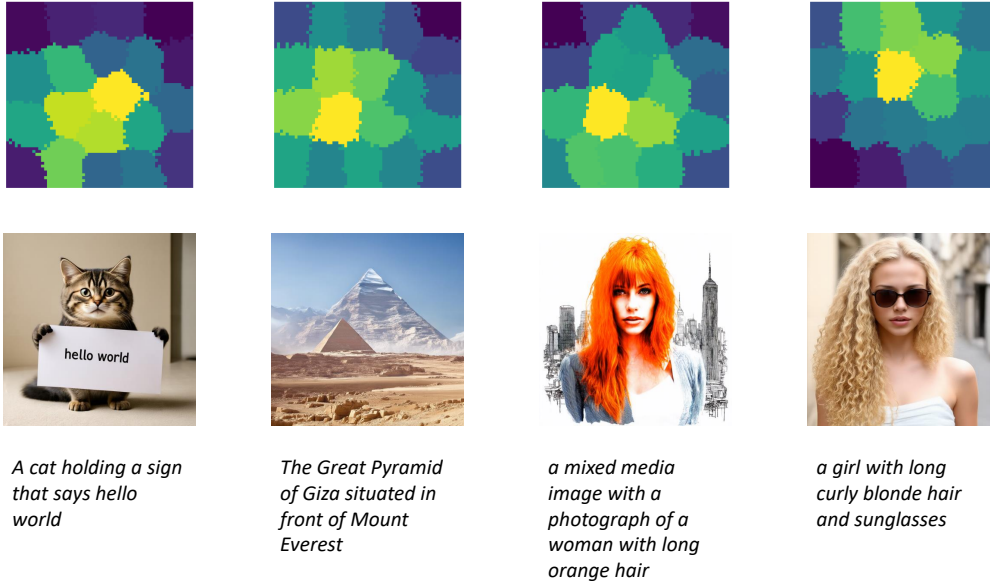 hello world
A cat holding a sign
that says hello
world
The Great Pyramid
of Giza situated in
front of Mount
Everest
a mixed media
image with a
photograph of a
woman with long
orange hair
a girl with long
curly blonde hair
and sunglasses